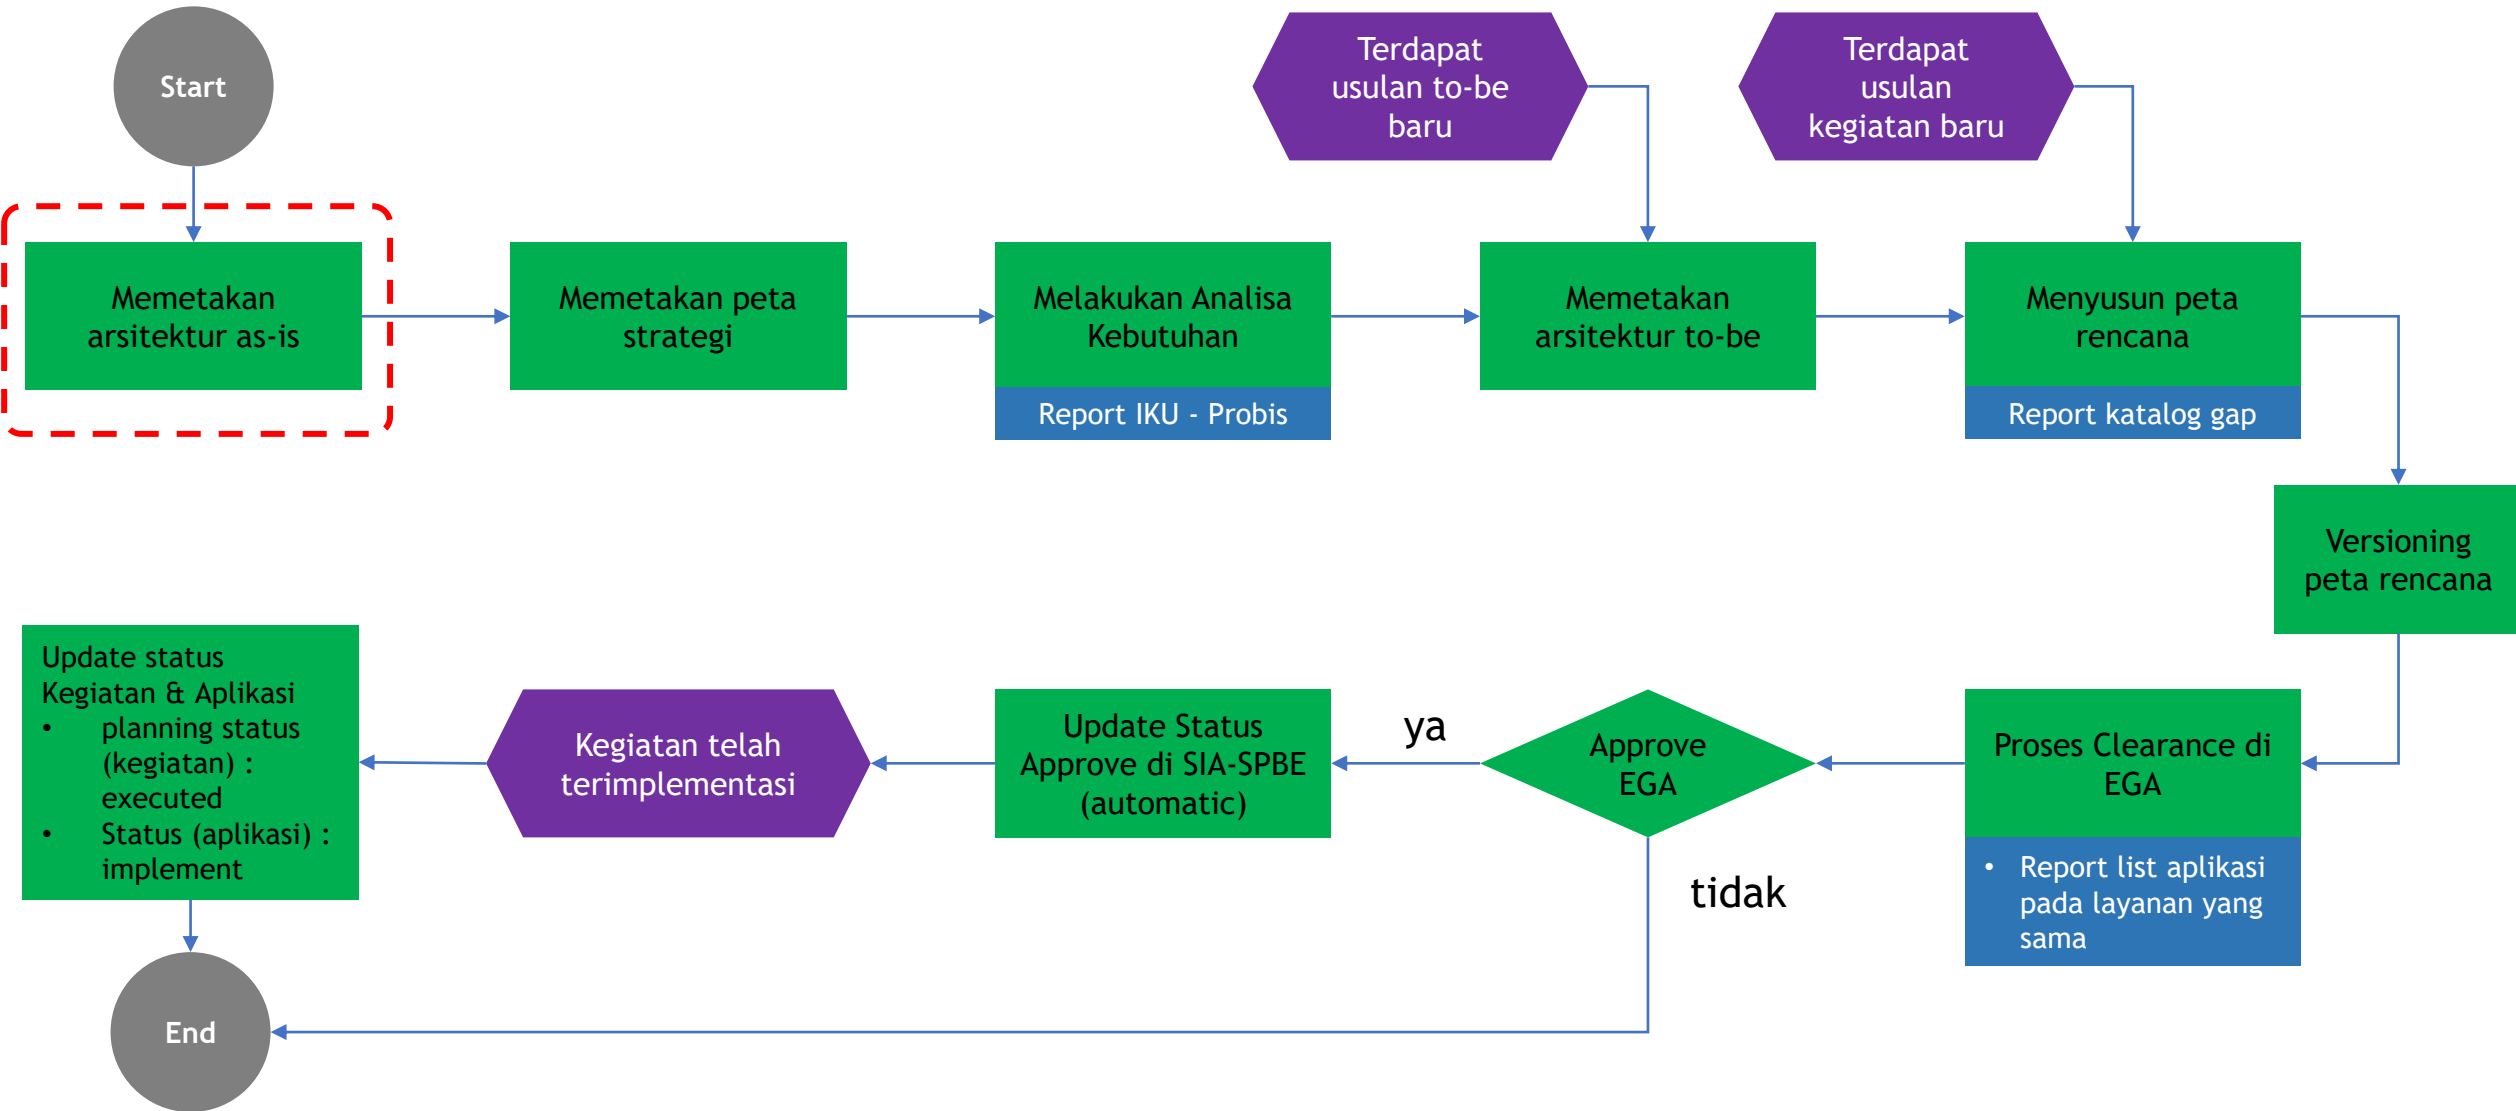 Start
Terdapat
usulan to-be
baru
Terdapat
usulan
kegiatan baru
Memetakan
arsitektur as-is
Memetakan peta
strategi
Melakukan Analisa
Kebutuhan
Report IKU - Probis
Memetakan
arsitektur to-be
Menyusun peta
rencana
Report katalog gap
Versioning
peta rencana
Proses Clearance di
EGA
• Report list aplikasi
pada layanan yang
sama
Approve
EGA
ya
tidak
Update Status
Approve di SIA-SPBE
(automatic)
Kegiatan telah
terimplementasi
Update status
Kegiatan & Aplikasi
• planning status
(kegiatan) :
executed
• Status (aplikasi) :
implement
End